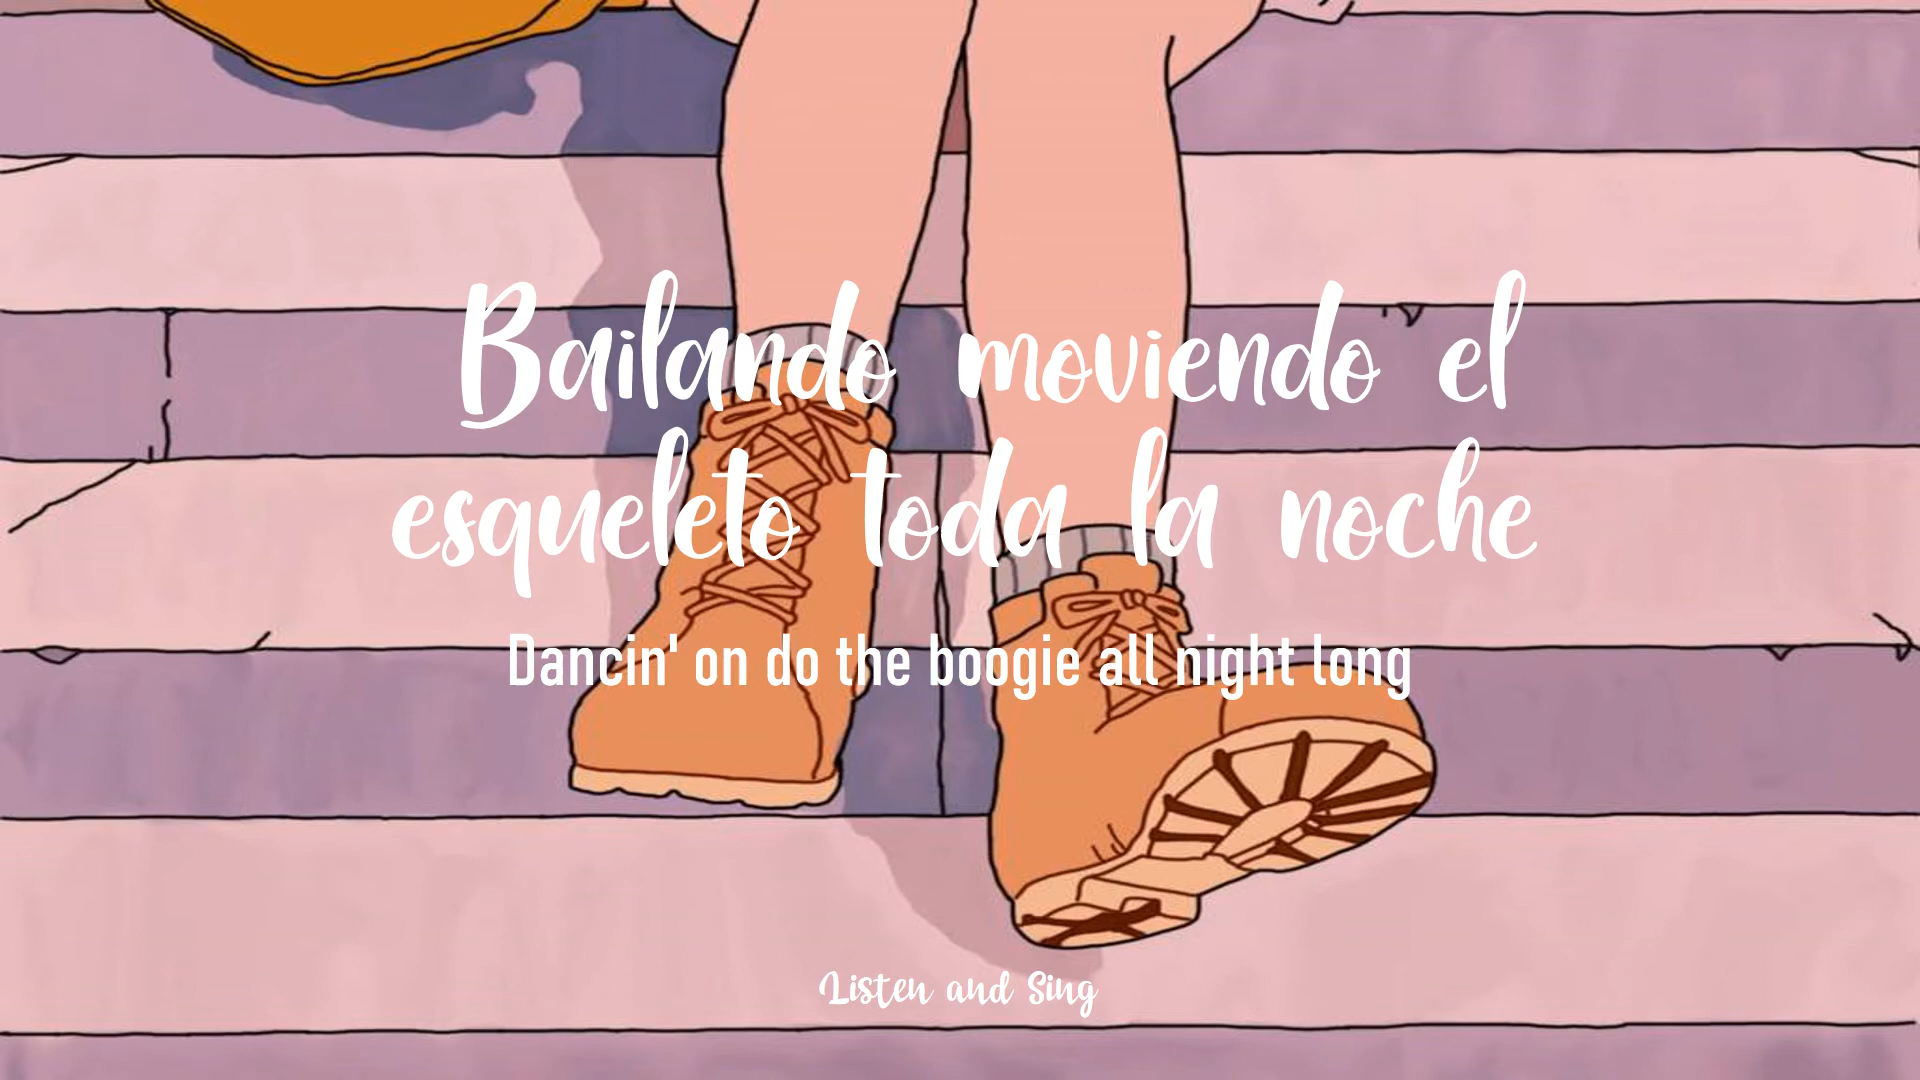 Bailando moviendo el
esqueleto toda la noche
Dancin' on do the boogie all night long
Listen and Sing